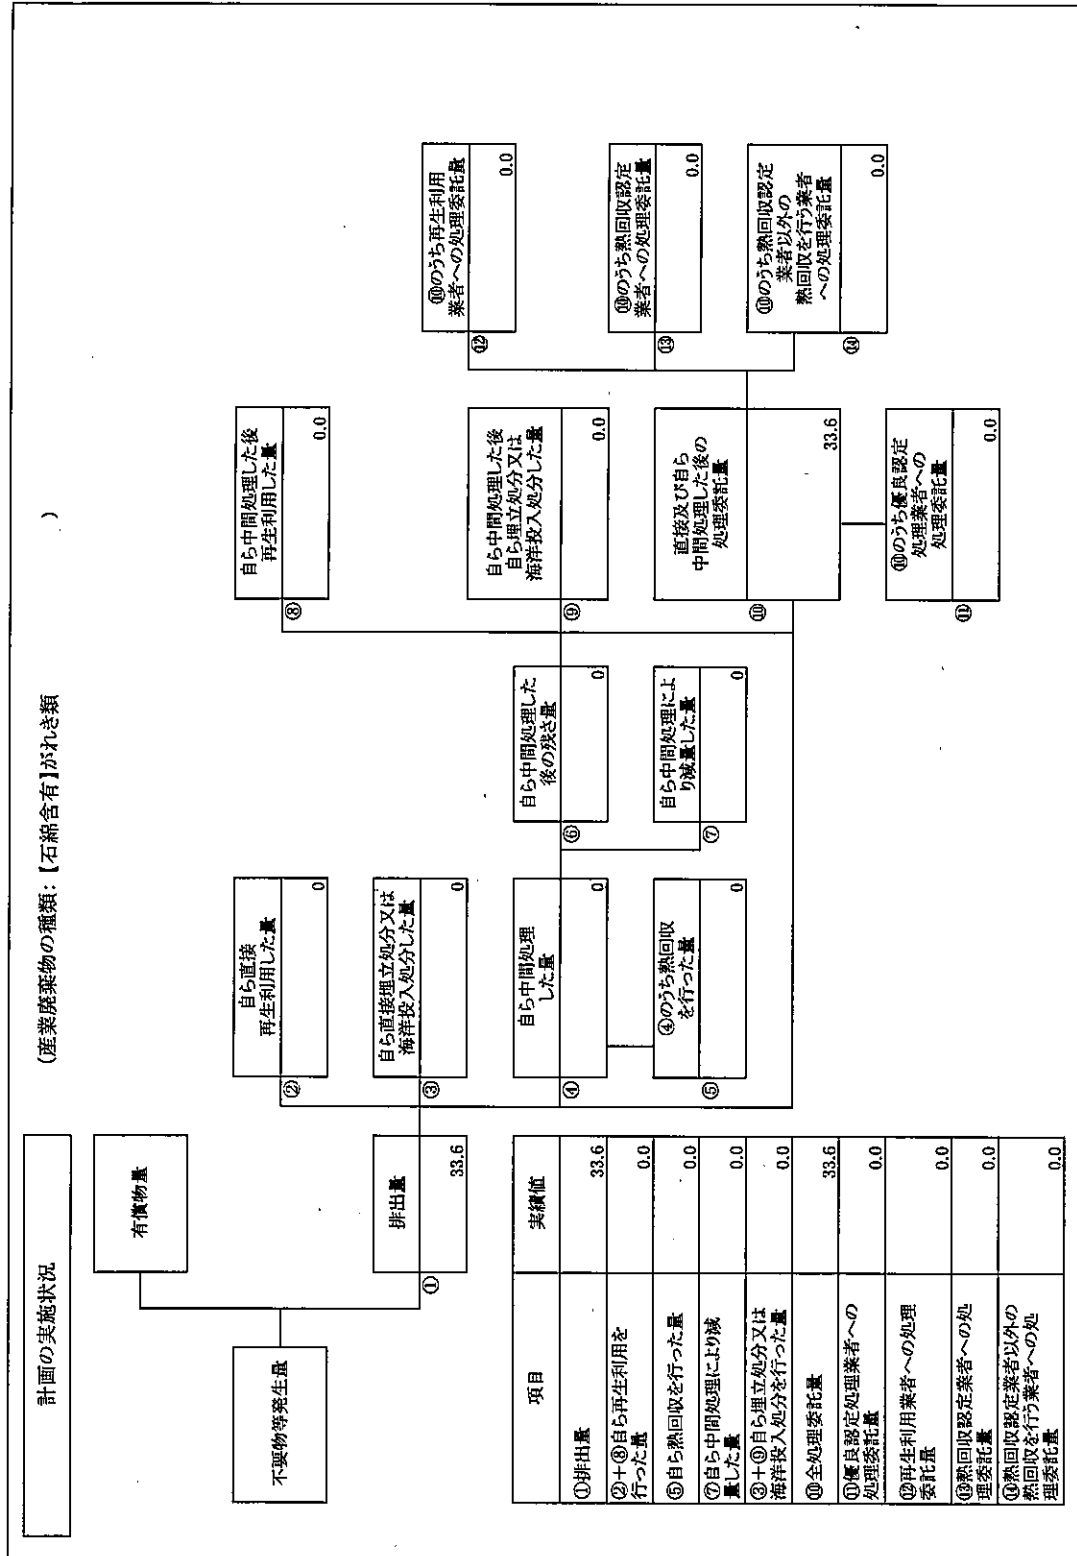 計画の実施状況
(産業廃棄物の種類:【石綿含有】がれき類
)
不要物等発生量
有償物量
①
排出量
33.6
②
自ら直接
再生利用した量
0
③
自ら直接埋立処分又は
海洋投入処分した量
0
④
自ら中間処理
した量
0
⑤
④のうち熱回収
を行った量
0
⑥
自ら中間処理した
後の残さ量
0
⑦
自ら中間処理によ
り減量した量
0
⑧
自ら中間処理した後
再生利用した量
0.0
⑨
自ら中間処理した後
自ら埋立処分又は
海洋投入処分した量
0.0
⑩
直接及び自ら
中間処理した後の
処理委託量
33.6
⑪
⑩のうち優良認定
処理業者への
処理委託量
0.0
⑫
⑩のうち再生利用
業者への処理委託量
0.0
⑬
⑩のうち熱回収認定
業者への処理委託量
0.0
⑭
⑩のうち熱回収認定
業者以外の
熱回収を行う業者
への処理委託量
0.0
項目 実績値
①排出量 33.6
②+⑧自ら再生利用を
行った量 0.0
⑤自ら熱回収を行った量 0.0
⑦自ら中間処理により減
量した量 0.0
③+⑨自ら埋立処分又は
海洋投入処分を行った量 0.0
⑩全処理委託量 33.6
⑪優良認定処理業者への
処理委託量 0.0
⑫再生利用業者への処理
委託量 0.0
⑬熱回収認定業者への処
理委託量 0.0
⑭熱回収認定業者以外の
熱回収を行う業者への処
理委託量 0.0